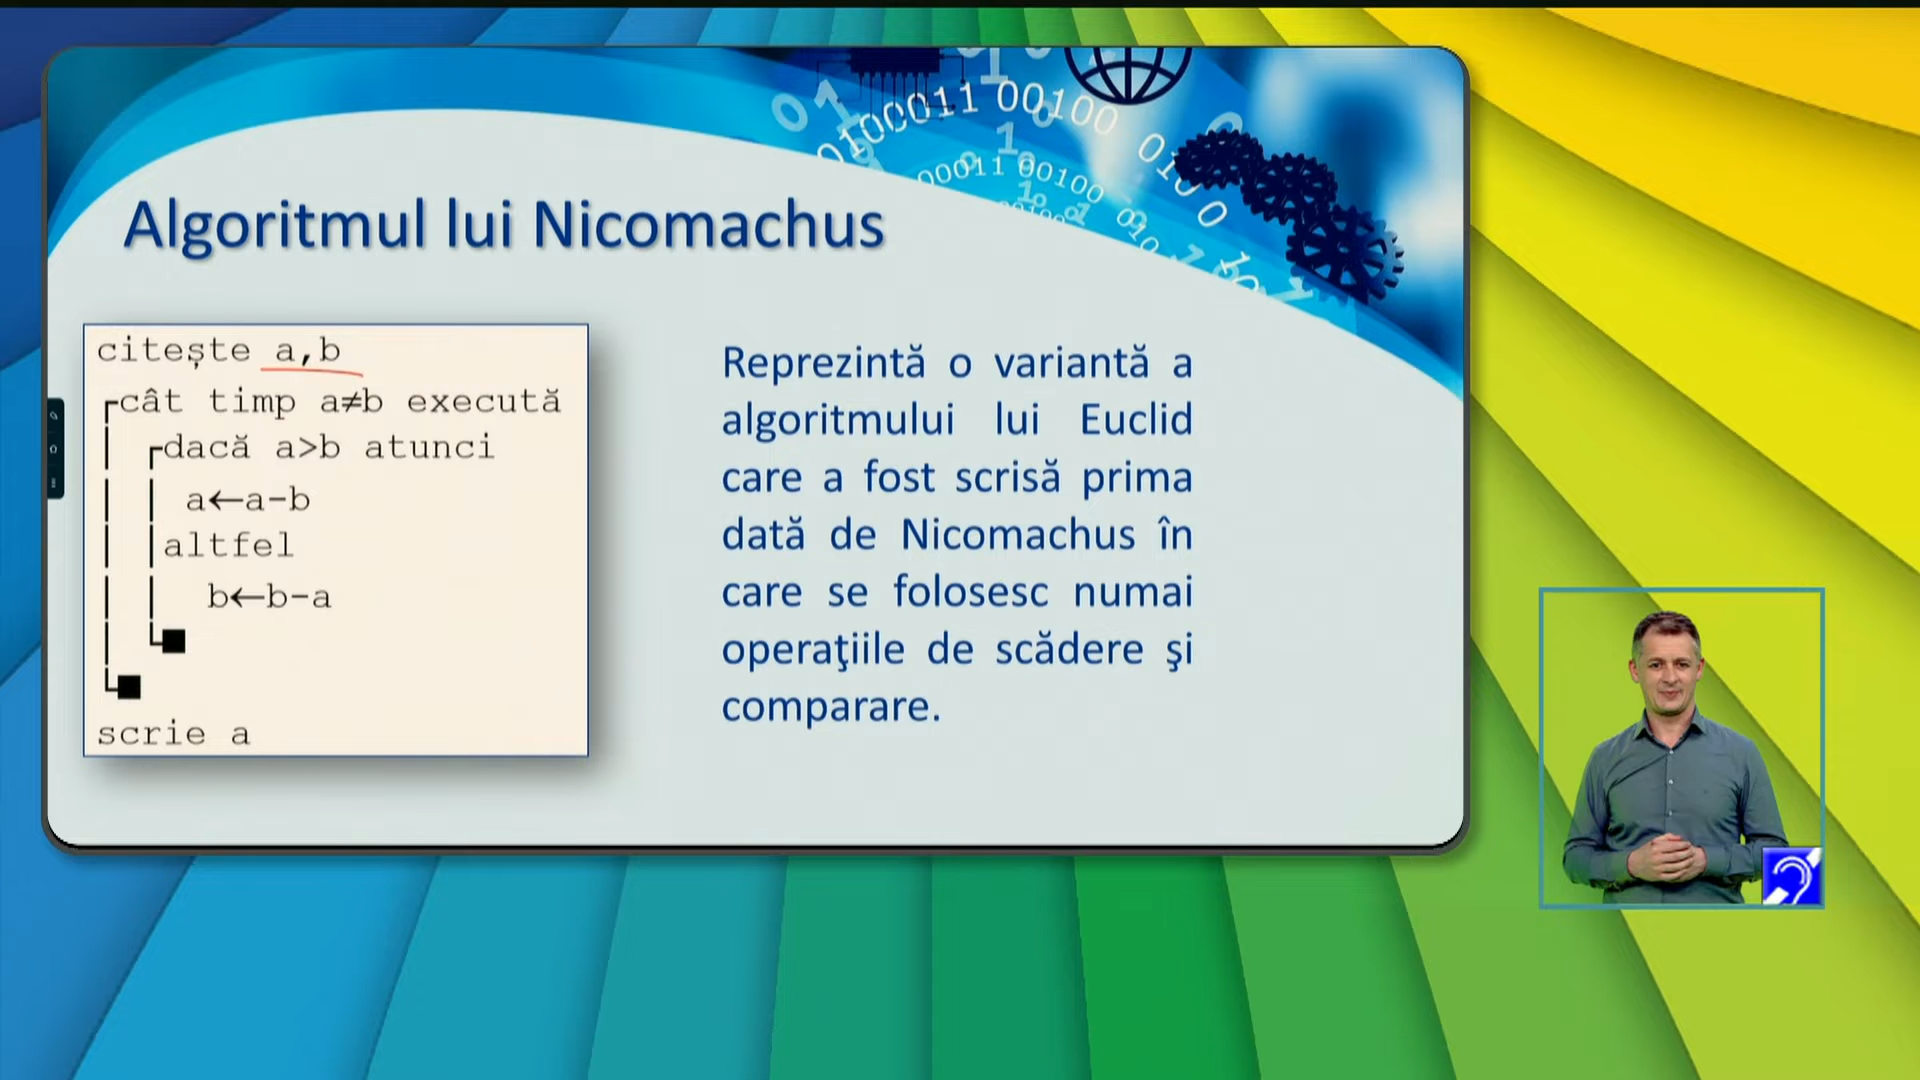 Algoritmul lui Nicomachus
citește a,b
cât timp a≠b execută
dacă a>b atunci
a←a-b
altfel
b←b-a
scrie a
Reprezintă o variantă a
algoritmului lui Euclid
care a fost scrisă prima
dată de Nicomachus în
care se folosesc numai
operaţiile de scădere şi
comparare.